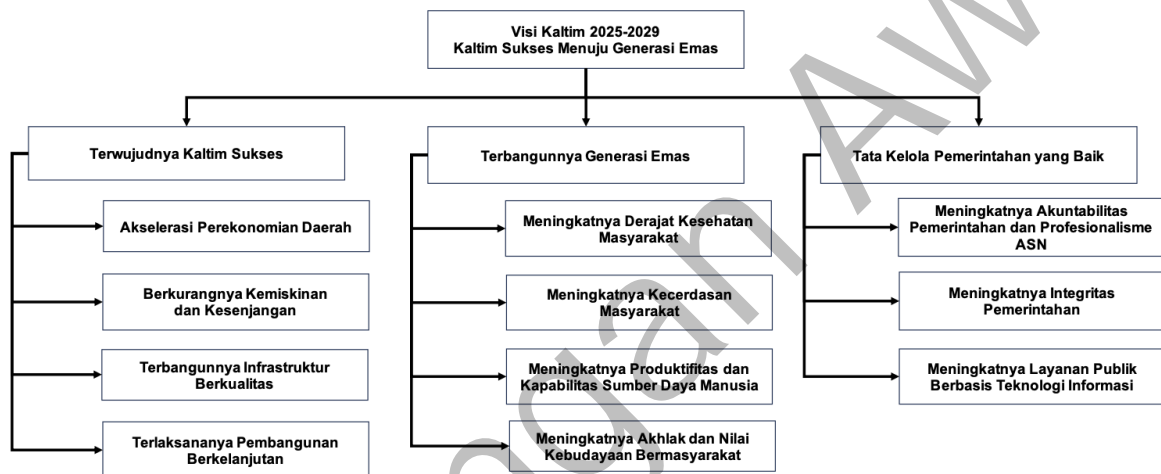 Visi Kaltim 2025-2029
Kaltim Sukses Menuju Generasi Emas
Terwujudnya Kaltim Sukses
Akselerasi Perekonomian Daerah
Berkurangnya Kemiskinan
dan Kesenjangan
Terbangunnya Infrastruktur
Berkualitas
Terlaksananya Pembangunan
Berkelanjutan
Terbangunnya Generasi Emas
Meningkatnya Derajat Kesehatan
Masyarakat
Meningkatnya Kecerdasan
Masyarakat
Meningkatnya Produktifitas dan
Kapabilitas Sumber Daya Manusia
Meningkatnya Akhlak dan Nilai
Kebudayaan Bermasyarakat
Tata Kelola Pemerintahan yang Baik
Meningkatnya Akuntabilitas
Pemerintahan dan Profesionalisme
ASN
Meningkatnya Integritas
Pemerintahan
Meningkatnya Layanan Publik
Berbasis Teknologi Informasi